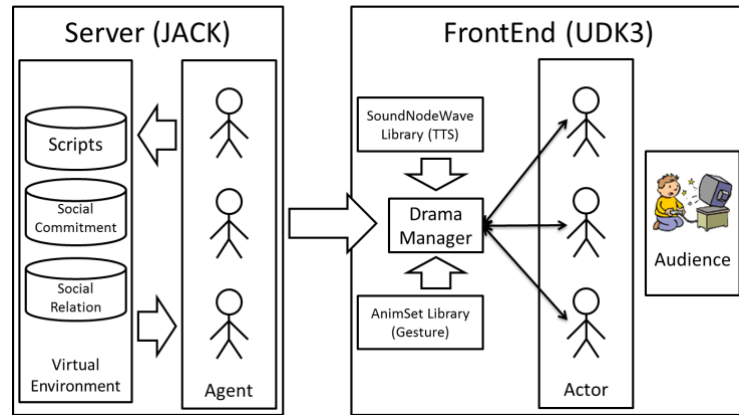 Server (JACK)
Scripts
Social
Commitment
Social
Relation
Virtual
Environment
Agent
FrontEnd (UDK3)
SoundNodeWave
Library (TTS)
Drama
Manager
AnimSet Library
(Gesture)
Actor
Audience